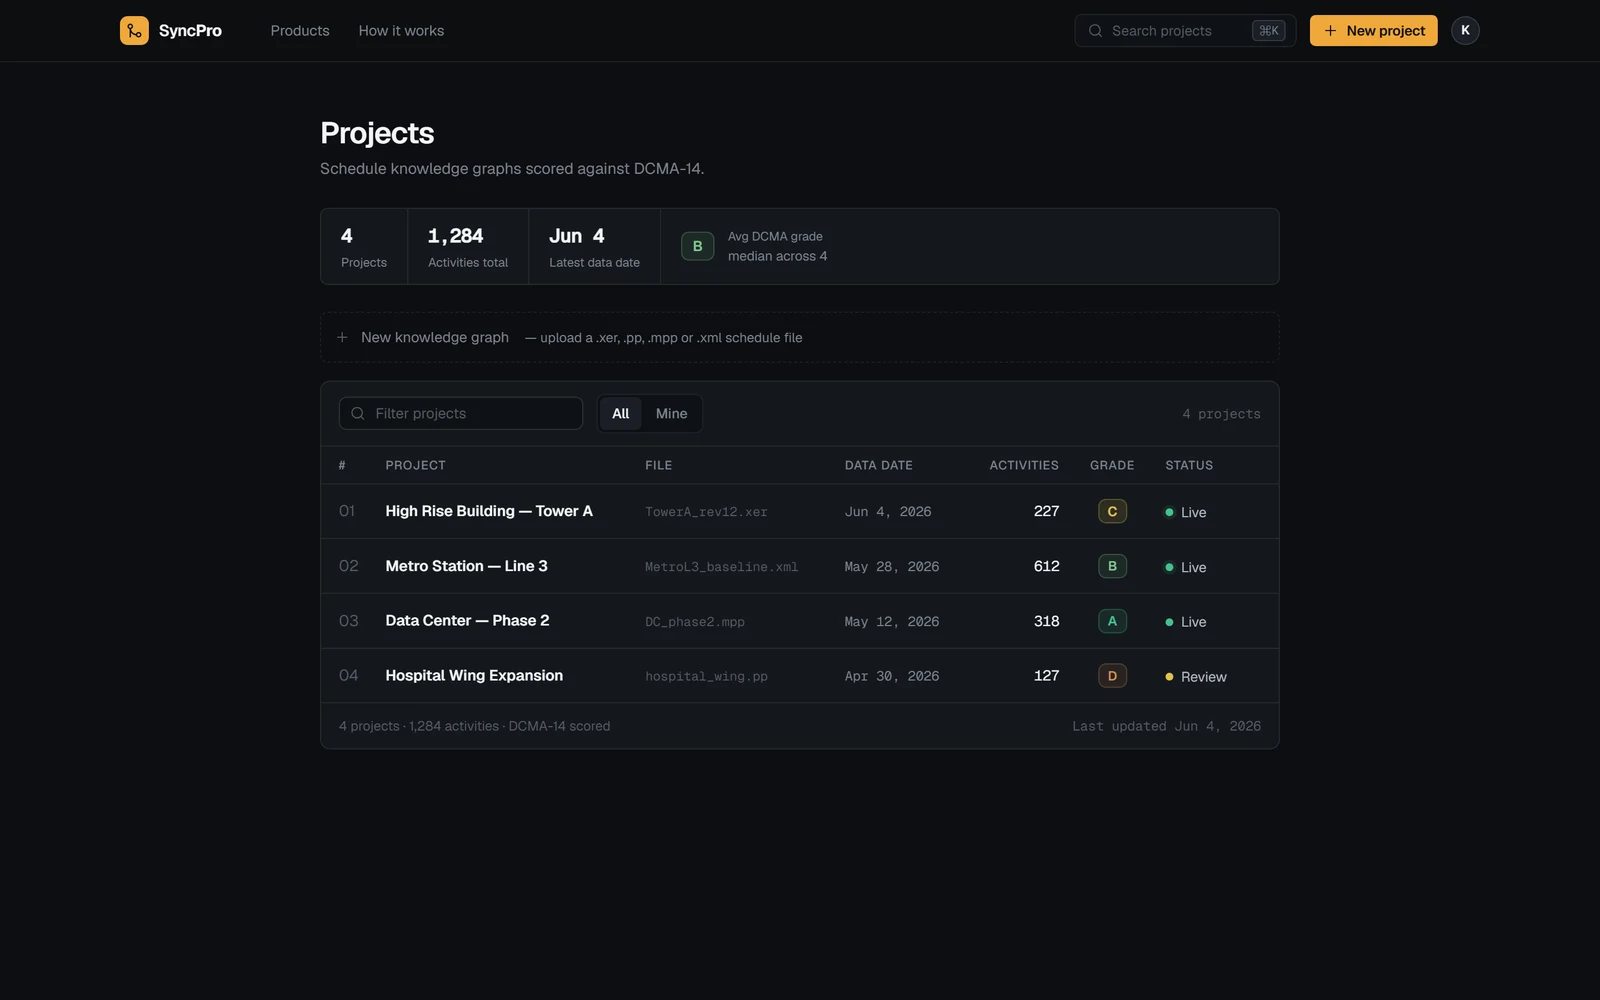 SyncPro Products How it works Search projects ⌘K + New project K
Projects
Schedule knowledge graphs scored against DCMA-14.
4 1,284 Jun 4 B Avg DCMA grade
Projects Activities total Latest data date median across 4
+ New knowledge graph — upload a .xer, .pp, .mpp or .xml schedule file
Filter projects All Mine 4 projects
# PROJECT FILE DATA DATE ACTIVITIES GRADE STATUS
01 High Rise Building — Tower A TowerA_rev12.xer Jun 4, 2026 227 C Live
02 Metro Station — Line 3 MetroL3_baseline.xml May 28, 2026 612 B Live
03 Data Center — Phase 2 DC_phase2.mpp May 12, 2026 318 A Live
04 Hospital Wing Expansion hospital_wing.pp Apr 30, 2026 127 D Review
4 projects · 1,284 activities · DCMA-14 scored Last updated Jun 4, 2026